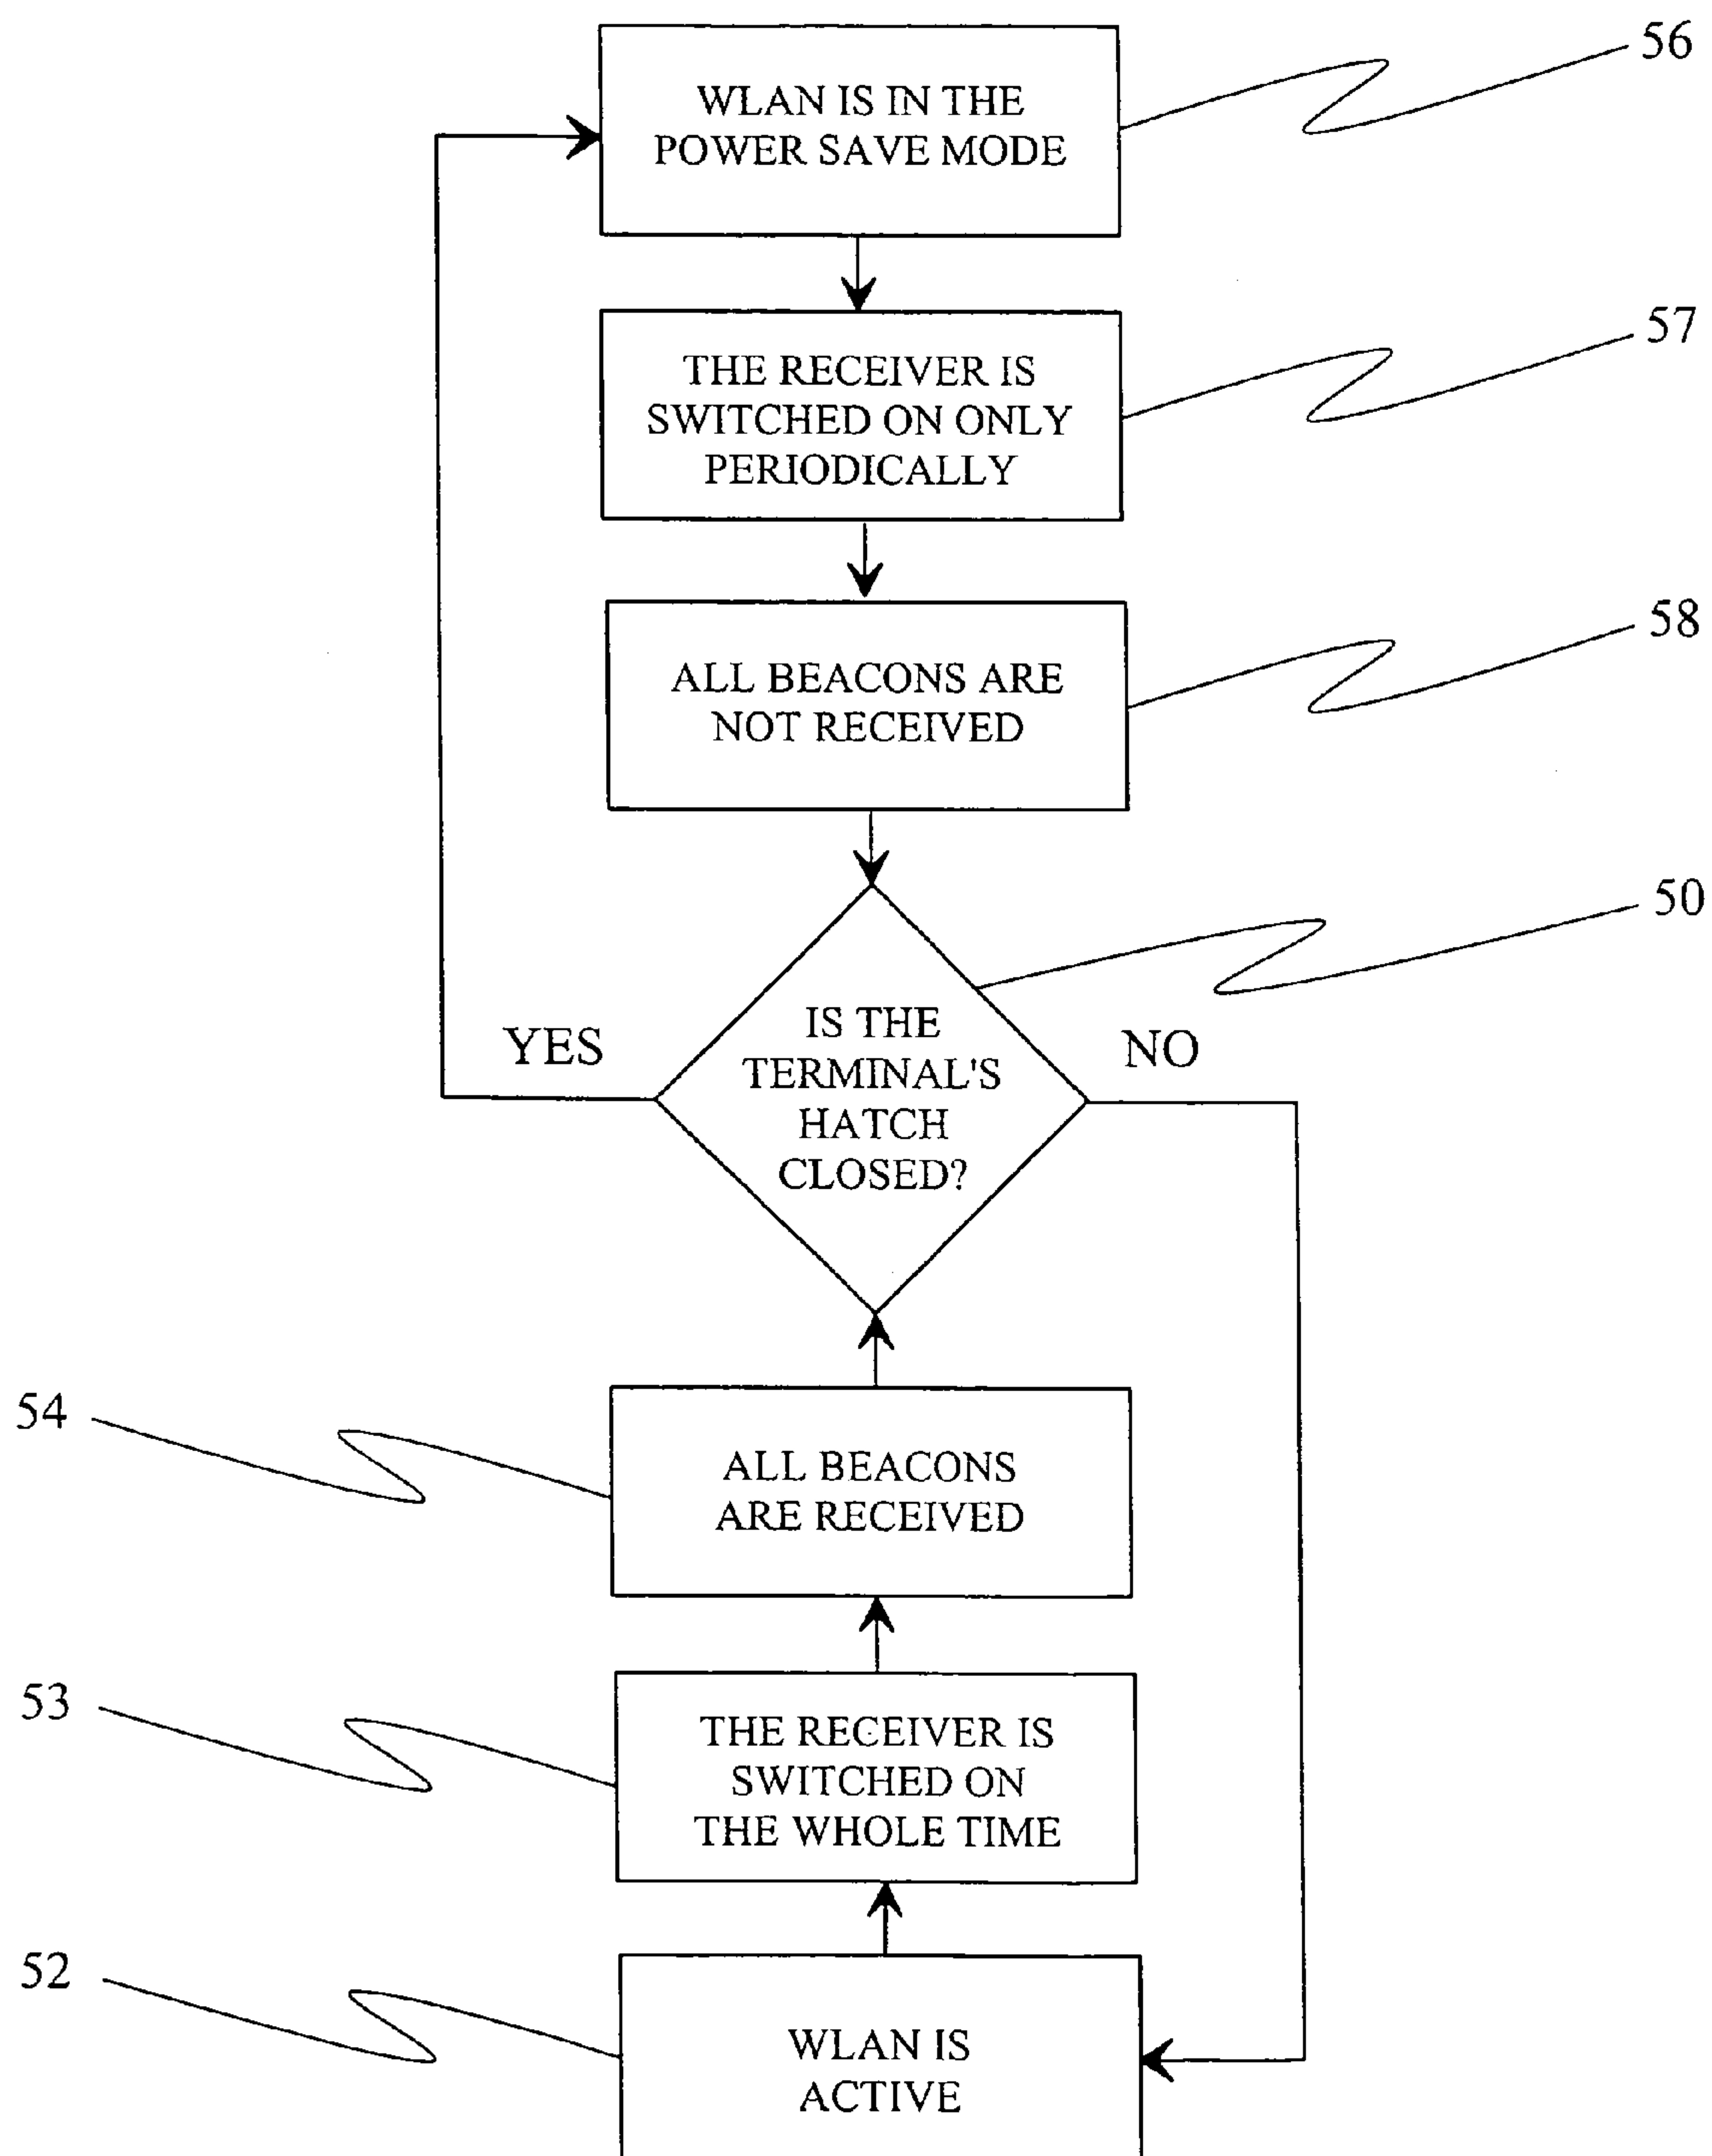 56
WLAN IS IN THE
POWER SAVE MODE
57
THE RECEIVER IS
SWITCHED ON ONLY
PERIODICALLY
58
ALL BEACONS ARE
NOT RECEIVED
50
IS THE
TERMINAL'S
HATCH
CLOSED?
YES
NO
54
ALL BEACONS
ARE RECEIVED
53
THE RECEIVER IS
SWITCHED ON
THE WHOLE TIME
52
WLAN IS
ACTIVE